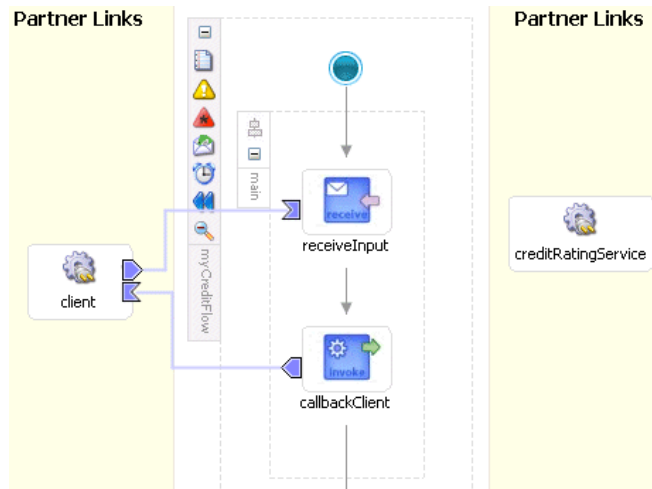 Partner Links
Partner Links
main
receive
receiveInput
myCreditFlow
client
creditRatingService
invoke
callbackClient